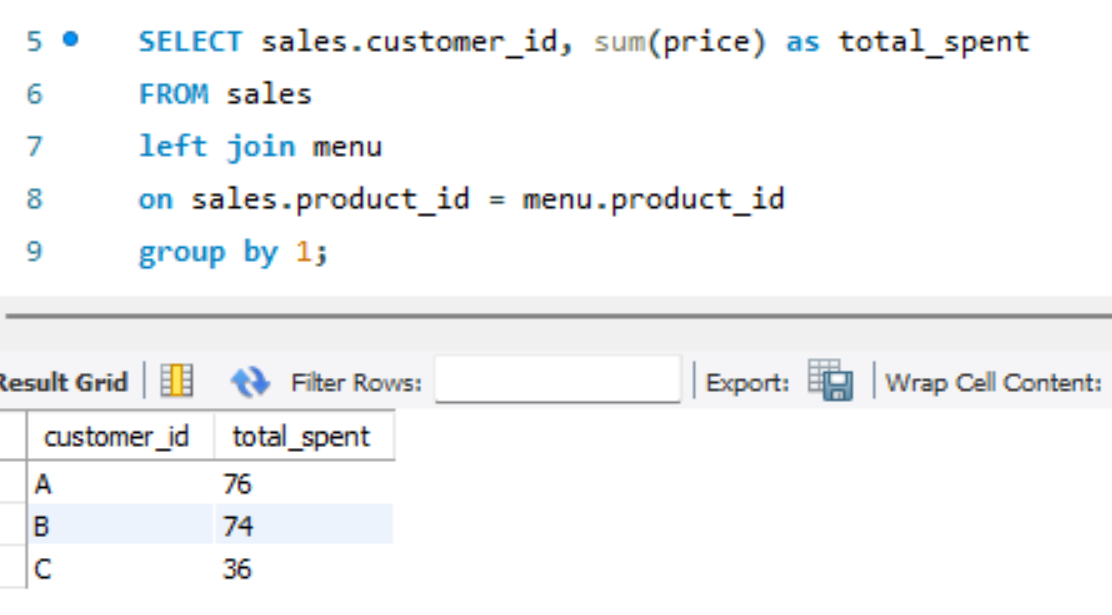 5 SELECT sales.customer_id, sum(price) as total_spent
6 FROM sales
7 left join menu
8 on sales.product_id = menu.product_id
9 group by 1;
Result Grid Filter Rows: Export: Wrap Cell Content:
customer_id total_spent
A 76
B 74
C 36